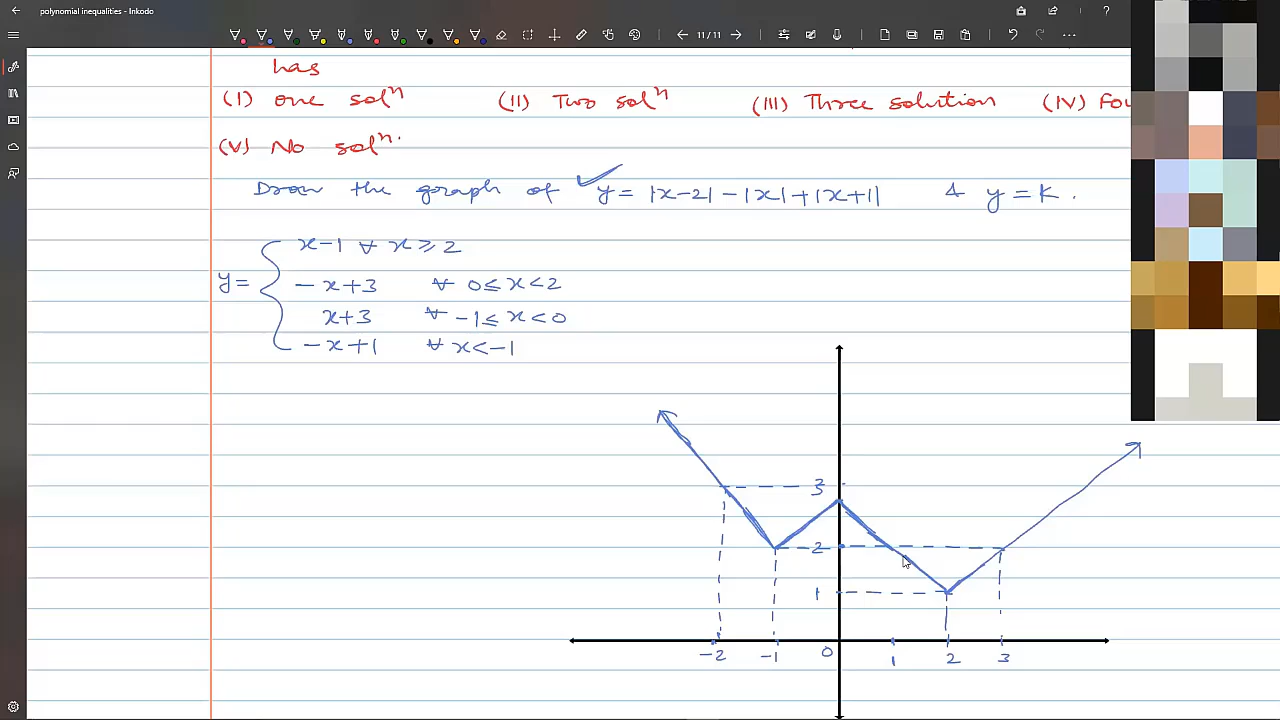 polynomial inequalities - Inkodo
11/11
has
(I) one solⁿ (II) Two solⁿ (III) Three solution (IV) Fou
(V) No solⁿ.
Draw the graph of y = |x-2| - |x| + |x+1| & y = k.
x-1 ∀ x ≥ 2
y = -x+3 ∀ 0 ≤ x < 2
x+3 ∀ -1 ≤ x < 0
-x+1 ∀ x < -1
3
2
1
-2 -1 0 1 2 3